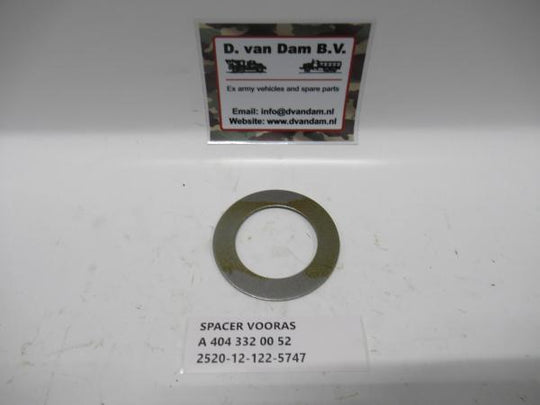 D. van Dam B.V.
Ex army vehicles and spare parts
Email: info@dvandam.nl
Website: www.dvandam.nl
SPACER VOORAS
A 404 332 00 52
2520-12-122-5747